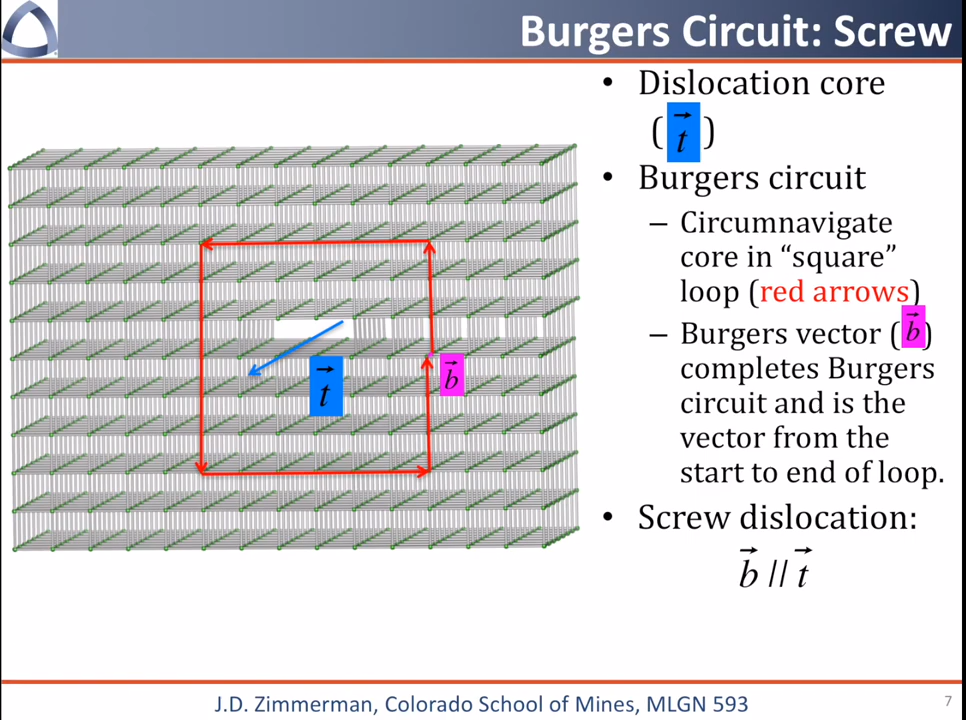 Burgers Circuit: Screw
• Dislocation core
( t⃗ )
• Burgers circuit
– Circumnavigate
core in “square”
loop (red arrows)
– Burgers vector ( b⃗ )
completes Burgers
circuit and is the
vector from the
start to end of loop.
• Screw dislocation:
b⃗ // t⃗
t⃗
b⃗
J.D. Zimmerman, Colorado School of Mines, MLGN 593
7